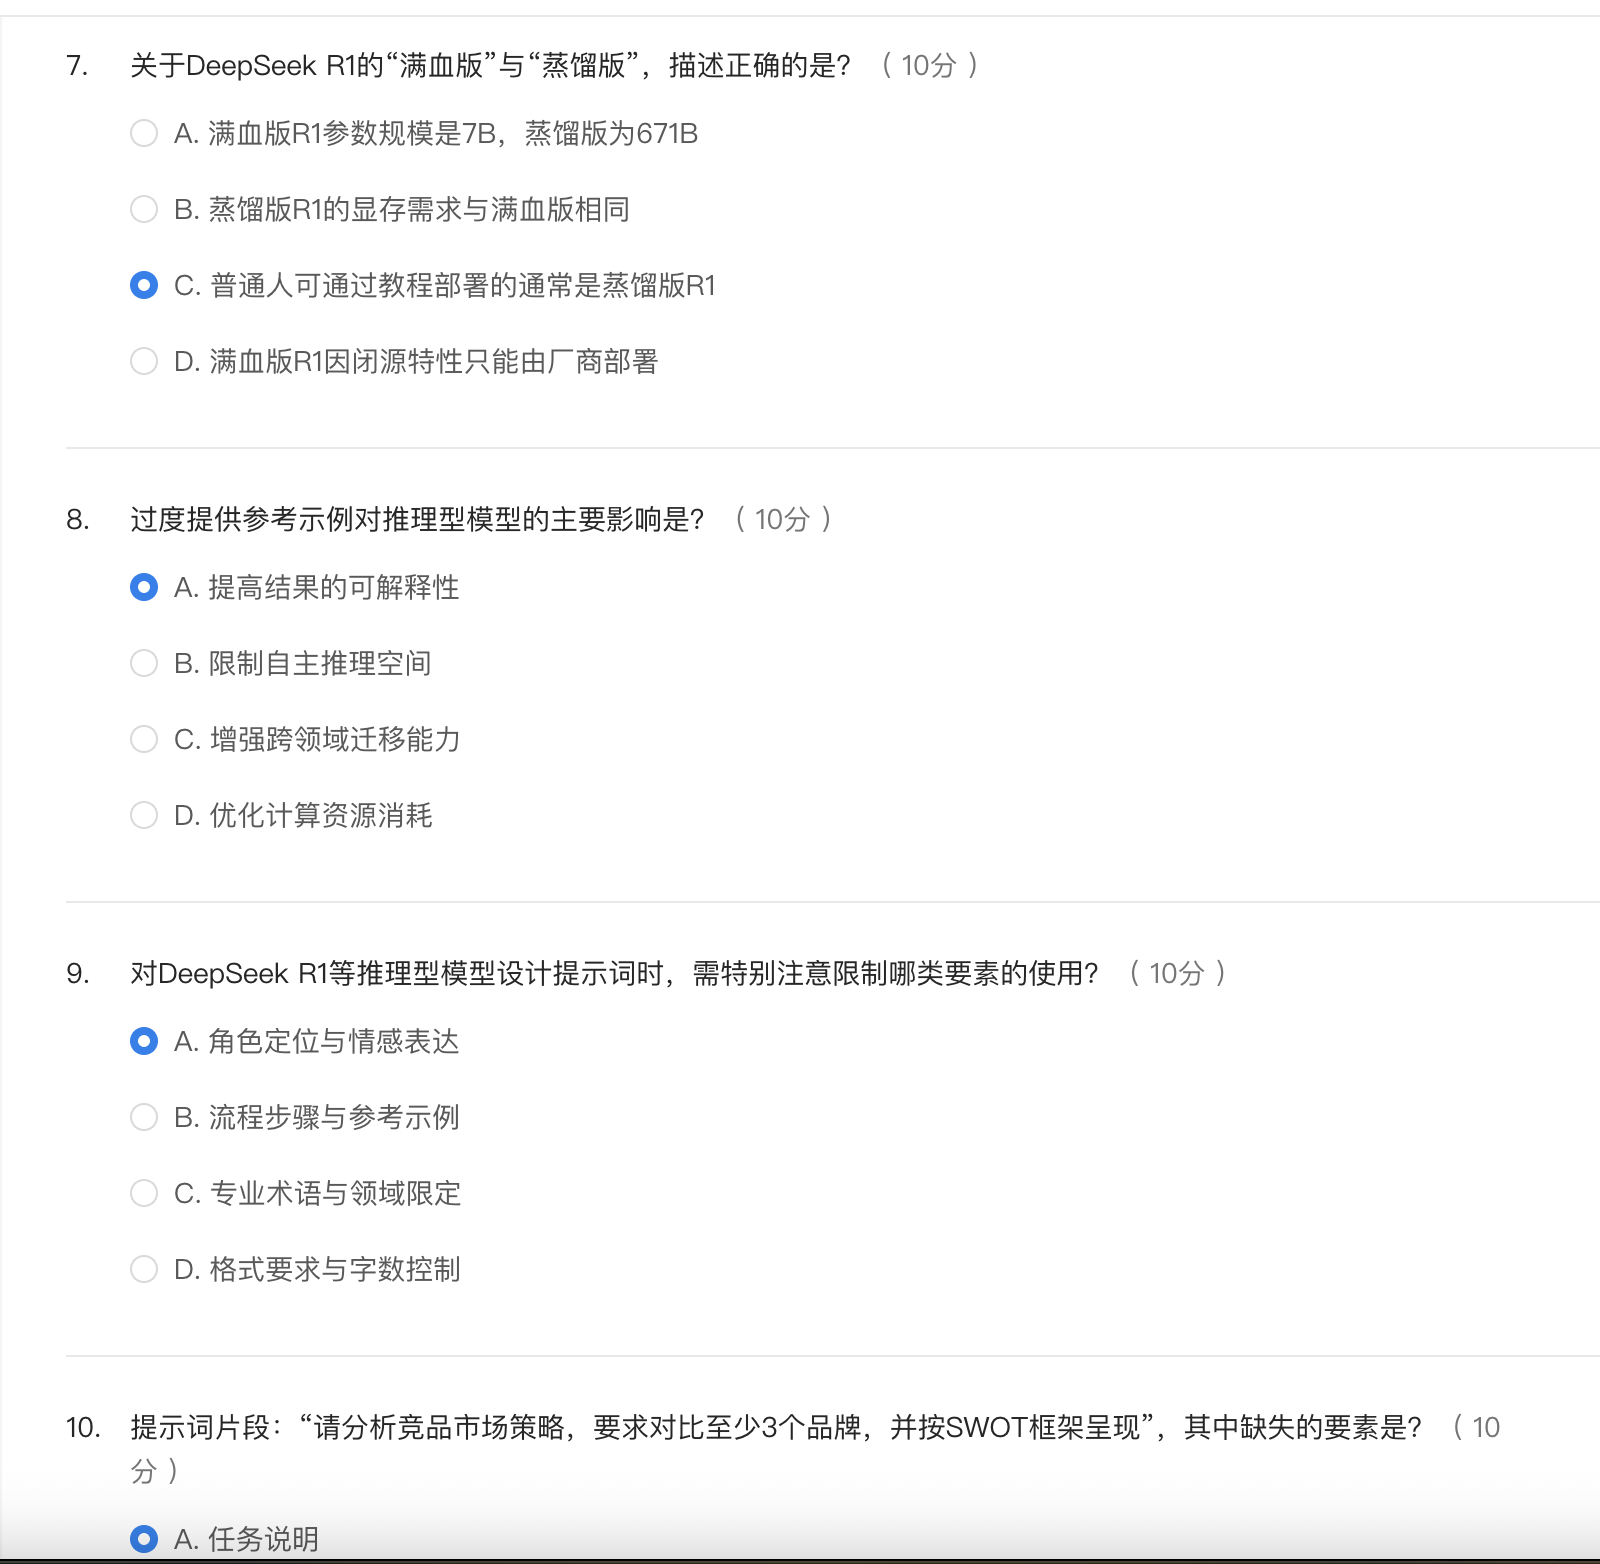 7. 关于DeepSeek R1的“满血版”与“蒸馏版”，描述正确的是？（ 10分 ）
A. 满血版R1参数规模是7B，蒸馏版为671B
B. 蒸馏版R1的显存需求与满血版相同
C. 普通人可通过教程部署的通常是蒸馏版R1
D. 满血版R1因闭源特性只能由厂商部署
8. 过度提供参考示例对推理型模型的主要影响是？（ 10分 ）
A. 提高结果的可解释性
B. 限制自主推理空间
C. 增强跨领域迁移能力
D. 优化计算资源消耗
9. 对DeepSeek R1等推理型模型设计提示词时，需特别注意限制哪类要素的使用？（ 10分 ）
A. 角色定位与情感表达
B. 流程步骤与参考示例
C. 专业术语与领域限定
D. 格式要求与字数控制
10. 提示词片段：“请分析竞品市场策略，要求对比至少3个品牌，并按SWOT框架呈现”，其中缺失的要素是？（ 10
分 ）
A. 任务说明